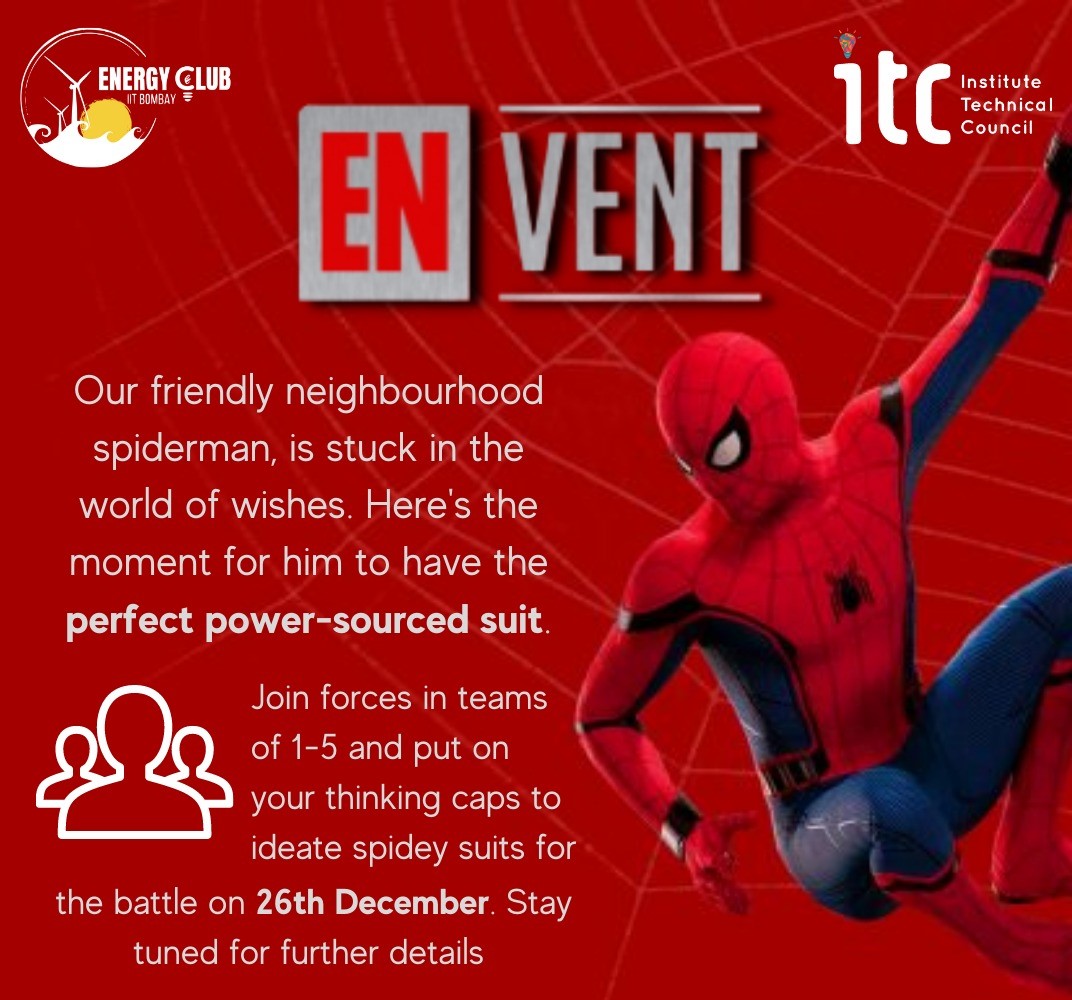 ENERGY CLUB
IIT BOMBAY
itc
Institute
Technical
Council
EN VENT
Our friendly neighbourhood
spiderman, is stuck in the
world of wishes. Here's the
moment for him to have the
perfect power-sourced suit.
Join forces in teams
of 1-5 and put on
your thinking caps to
ideate spidey suits for
the battle on 26th December. Stay
tuned for further details